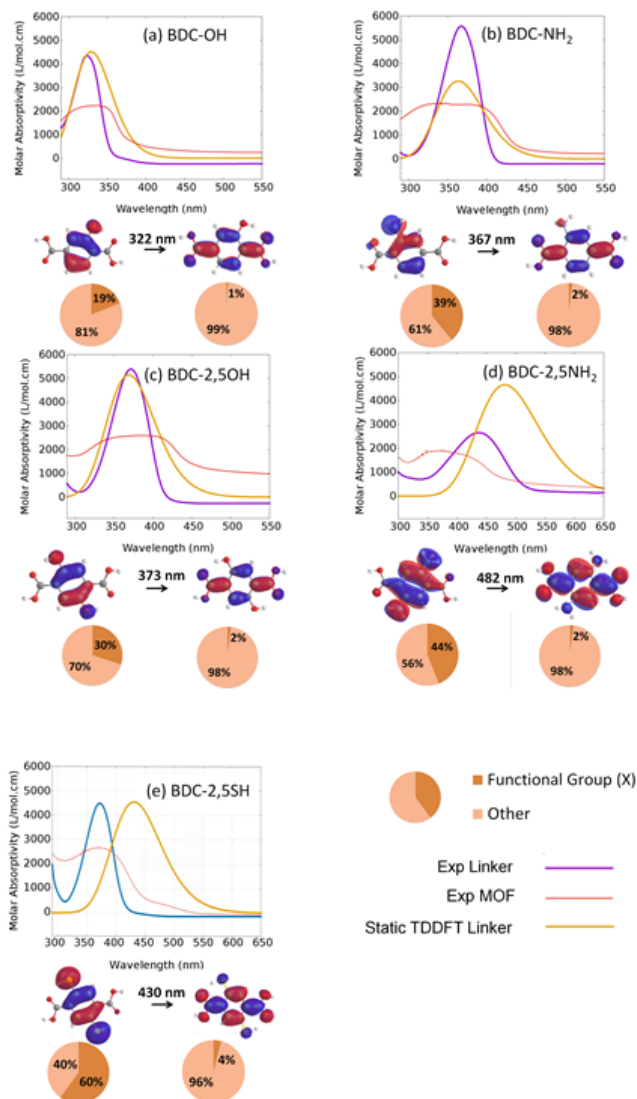 (a) BDC-OH
Molar Absorptivity (L/mol.cm)
6000
5000
4000
3000
2000
1000
0
300 350 400 450 500 550
Wavelength (nm)
322 nm
19%
81%
1%
99%
(b) BDC-NH₂
Molar Absorptivity (L/mol.cm)
6000
5000
4000
3000
2000
1000
0
300 350 400 450 500 550
Wavelength (nm)
367 nm
39%
61%
2%
98%
(c) BDC-2,5OH
Molar Absorptivity (L/mol.cm)
6000
5000
4000
3000
2000
1000
0
300 350 400 450 500 550
Wavelength (nm)
373 nm
30%
70%
2%
98%
(d) BDC-2,5NH₂
Molar Absorptivity (L/mol.cm)
6000
5000
4000
3000
2000
1000
0
300 350 400 450 500 550 600 650
Wavelength (nm)
482 nm
44%
56%
2%
98%
(e) BDC-2,5SH
Molar Absorptivity (L/mol.cm)
6000
5000
4000
3000
2000
1000
0
300 350 400 450 500 550 600 650
Wavelength (nm)
430 nm
40%
60%
4%
96%
Functional Group (X)
Other
Exp Linker
Exp MOF
Static TDDFT Linker